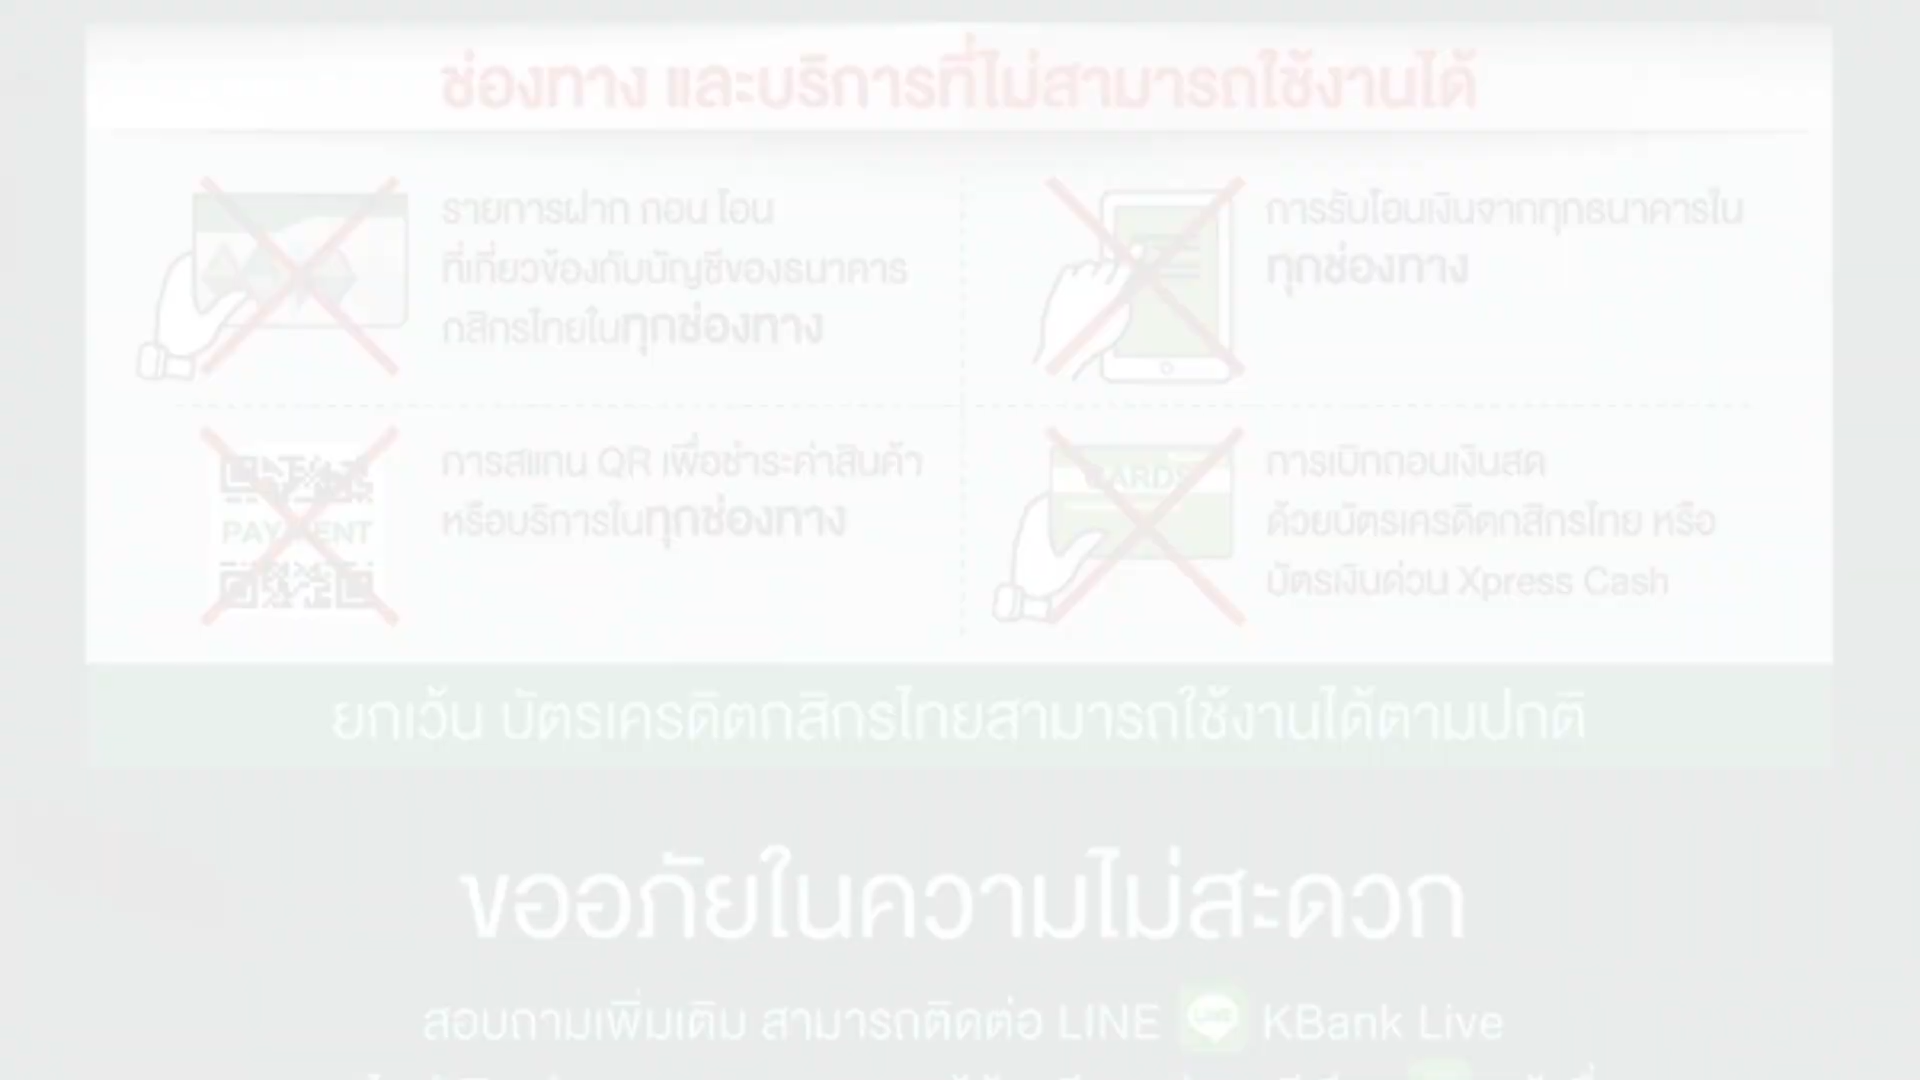 ช่องทาง และบริการที่ไม่สามารถใช้งานได้
รายการฝาก ถอน โอน
ที่เกี่ยวข้องกับบัญชีของธนาคาร
กสิกรไทยในทุกช่องทาง
การรับโอนเงินจากทุกธนาคารใน
ทุกช่องทาง
PAYMENT
การสแกน QR เพื่อชำระค่าสินค้า
หรือบริการในทุกช่องทาง
CARDS
การเบิกถอนเงินสด
ด้วยบัตรเครดิตกสิกรไทย หรือ
บัตรเงินด่วน Xpress Cash
ยกเว้น บัตรเครดิตกสิกรไทยสามารถใช้งานได้ตามปกติ
ขออภัยในความไม่สะดวก
สอบถามเพิ่มเติม สามารถติดต่อ LINE KBank Live